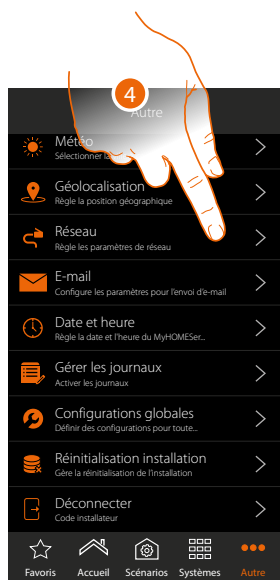 4
Autre
Météo
Sélectionner la
Géolocalisation
Règle la position géographique
Réseau
Règle les paramètres de réseau
E-mail
Configure les paramètres pour l'envoi d'e-mail
Date et heure
Règle la date et l'heure du MyHOMESer...
Gérer les journaux
Activer les journaux
Configurations globales
Définir des configurations pour toute...
Réinitialisation installation
Gère la réinitialisation de l'installation
Déconnecter
Code installateur
Favoris Accueil Scénarios Systèmes Autre